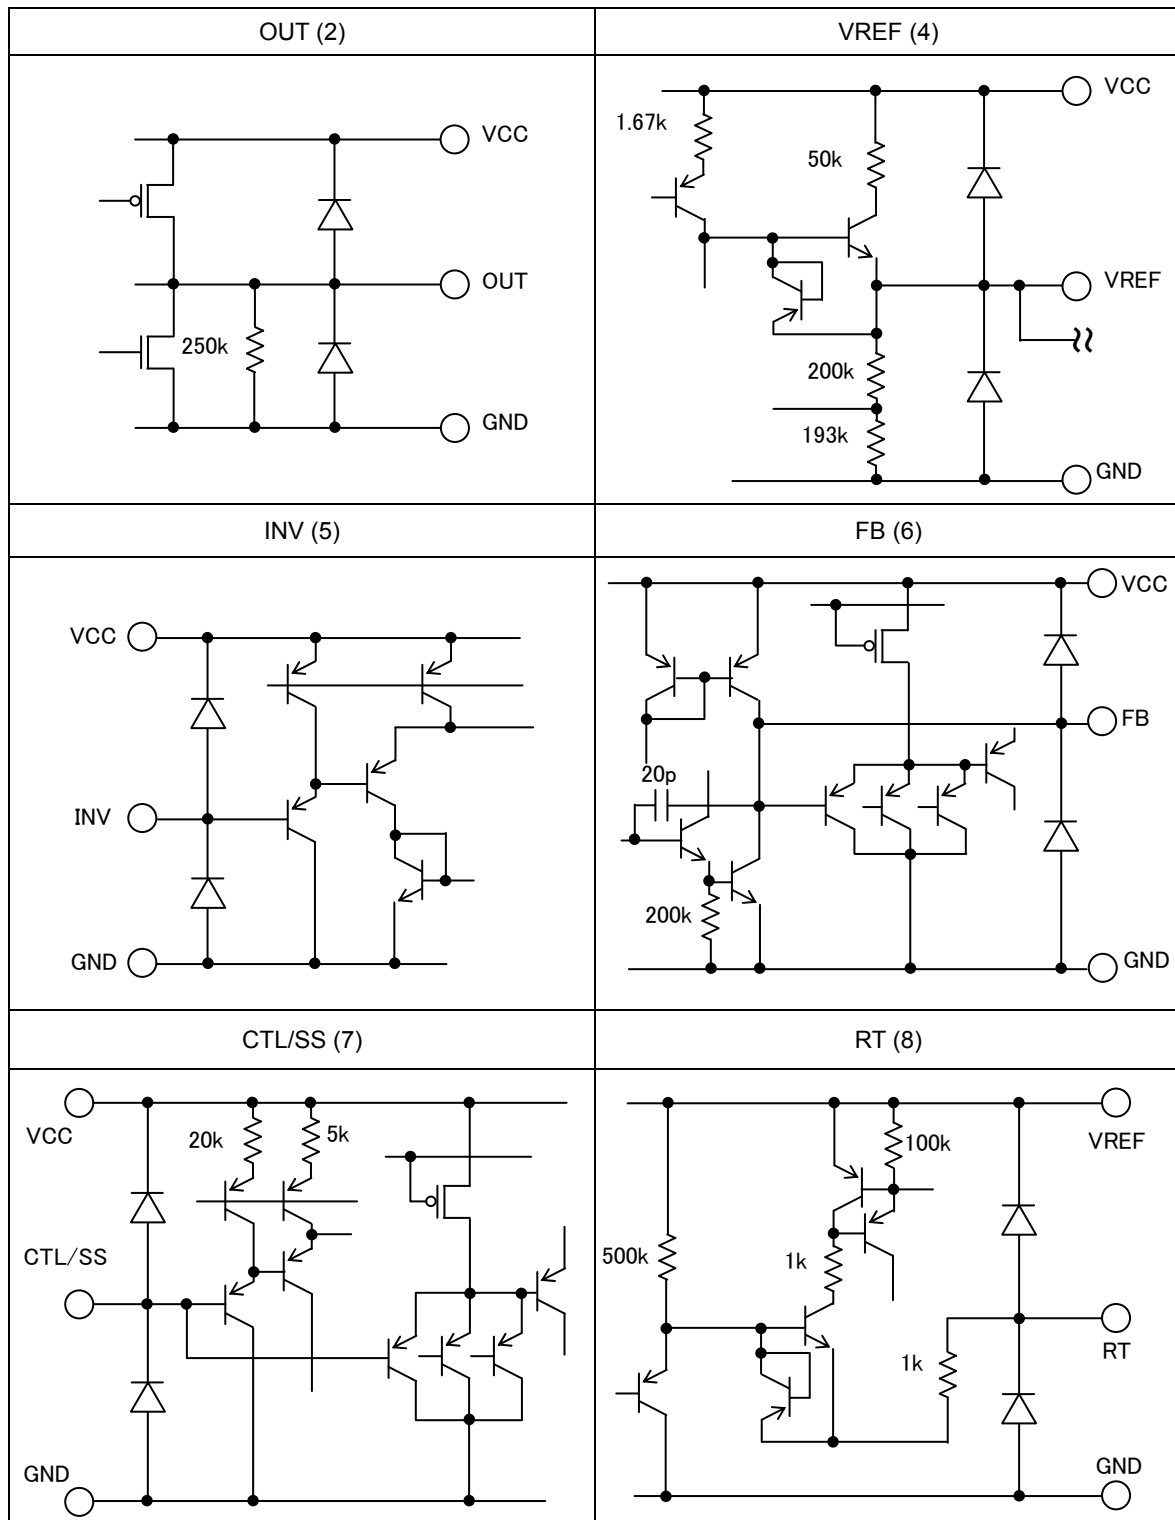 OUT (2)
VREF (4)
VCC
OUT
250k
GND
VCC
1.67k
50k
VREF
200k
193k
GND
INV (5)
FB (6)
VCC
INV
GND
VCC
FB
20p
200k
GND
CTL/SS (7)
RT (8)
VCC
20k
5k
CTL/SS
GND
VREF
100k
500k
1k
RT
1k
GND